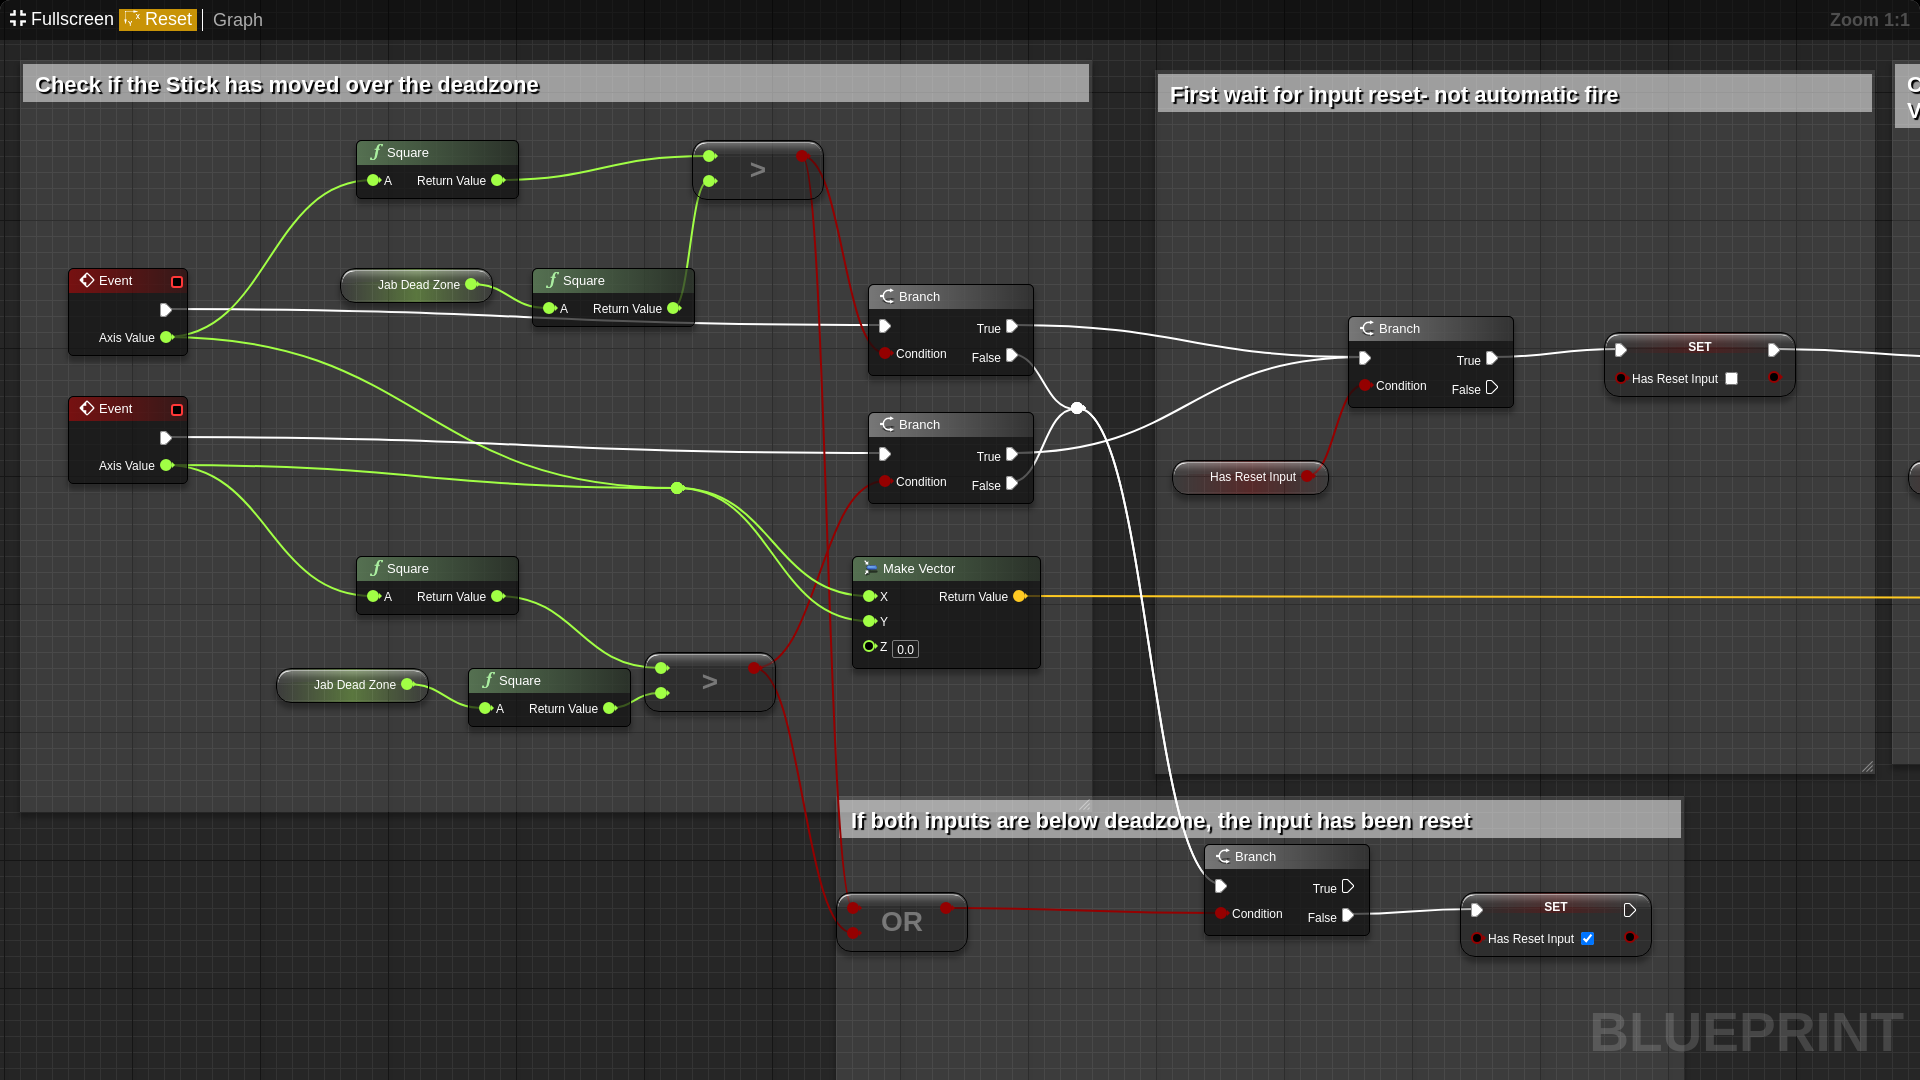 Fullscreen Reset Graph Zoom 1:1
Check if the Stick has moved over the deadzone
First wait for input reset- not automatic fire
C
V
Square
A Return Value
>
Event
Axis Value
Jab Dead Zone
Square
A Return Value
Branch
True
Condition
False
Branch
True
Condition
False
SET
Has Reset Input
Event
Axis Value
Branch
True
Condition
False
Has Reset Input
Square
A Return Value
Make Vector
X Return Value
Y
Z 0.0
Jab Dead Zone
Square
A Return Value
>
If both inputs are below deadzone, the input has been reset
OR
Branch
True
Condition
False
SET
Has Reset Input
BLUEPRINT